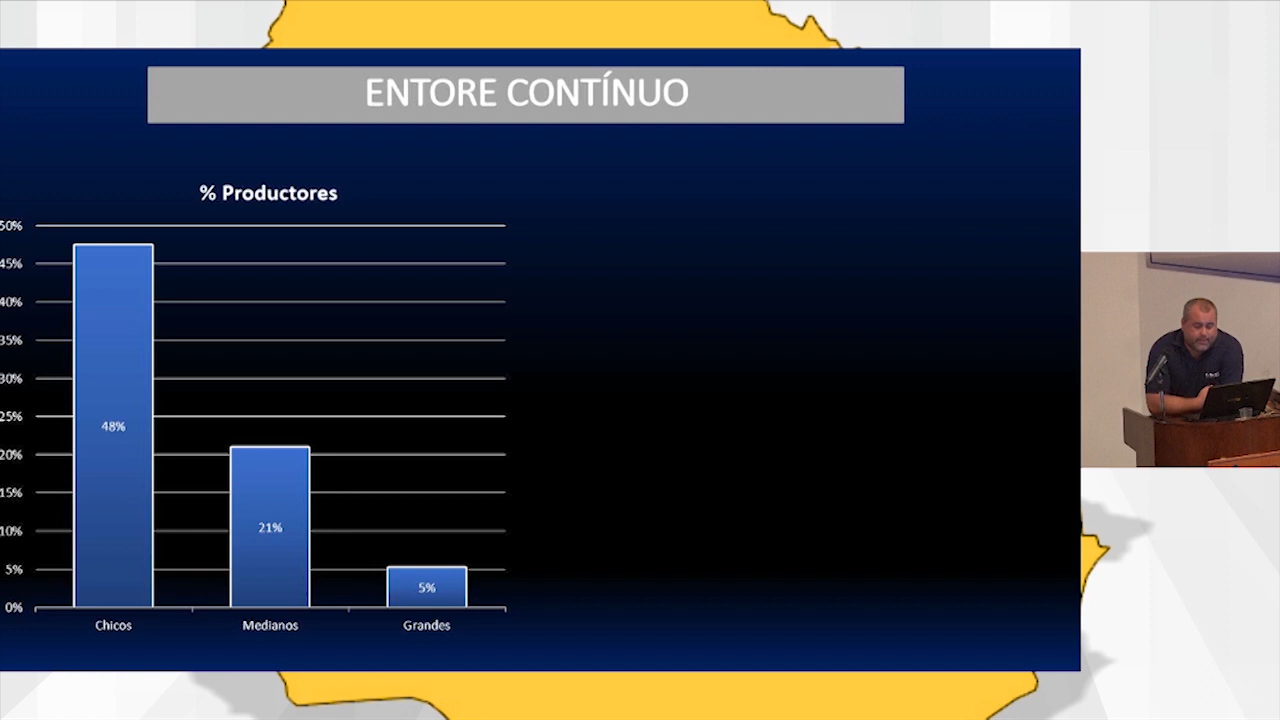 ENTORE CONTÍNUO
% Productores
50%
45%
40%
35%
30%
25%
20%
15%
10%
5%
0%
48%
21%
5%
Chicos
Medianos
Grandes